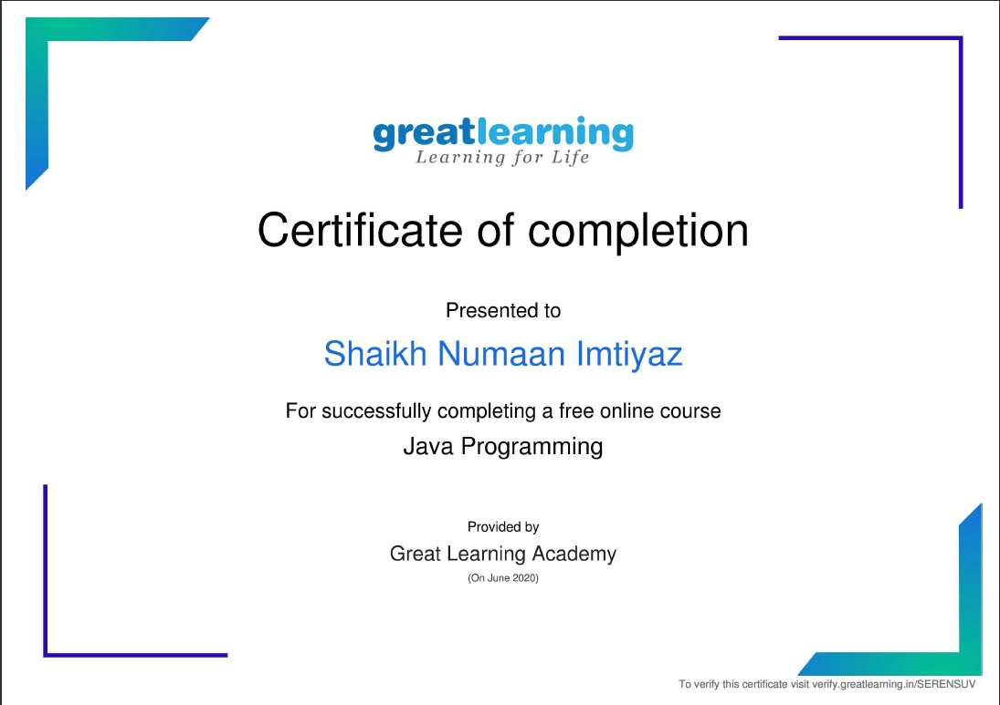 greatlearning
Learning for Life
Certificate of completion
Presented to
Shaikh Numaan Imtiyaz
For successfully completing a free online course
Java Programming
Provided by
Great Learning Academy
(On June 2020)
To verify this certificate visit verify.greatlearning.in/SERENSUV